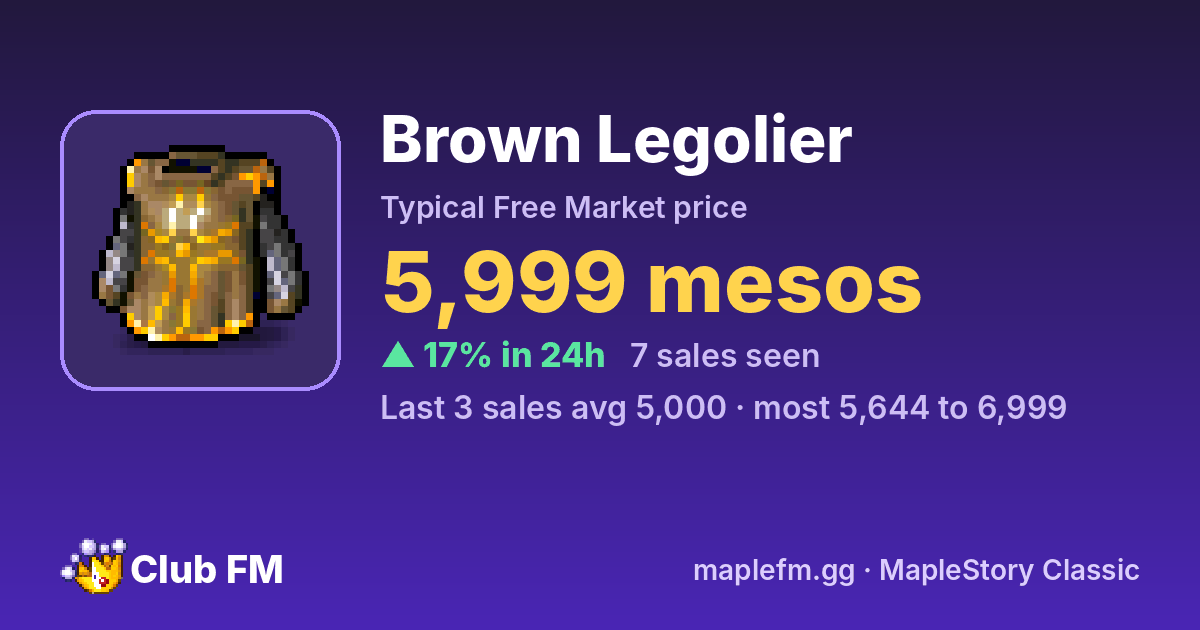 Brown Legolier
Typical Free Market price
5,999 mesos
▲ 17% in 24h 7 sales seen
Last 3 sales avg 5,000 · most 5,644 to 6,999
Club FM
maplefm.gg · MapleStory Classic